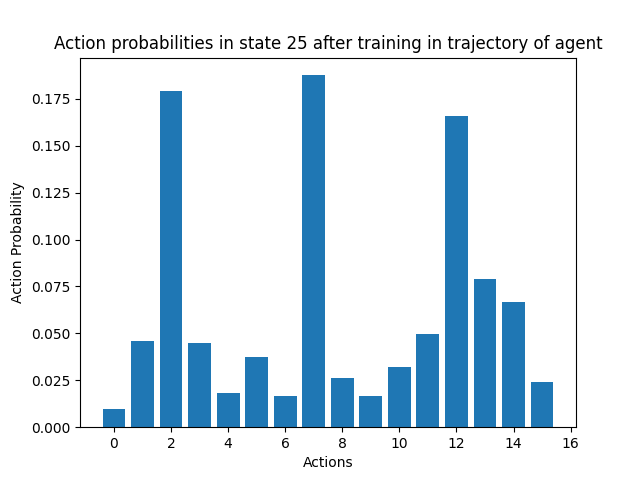 Action probabilities in state 25 after training in trajectory of agent
0.175
0.150
0.125
0.100
0.075
0.050
0.025
0.000
Action Probability
0 2 4 6 8 10 12 14 16
Actions